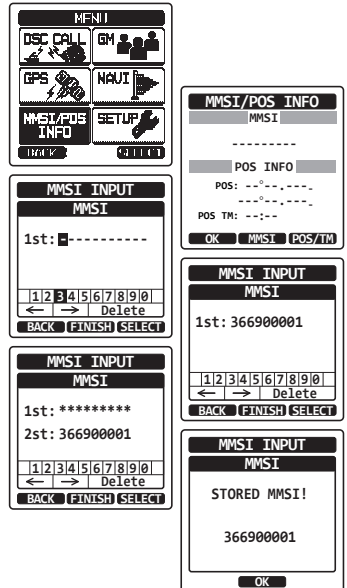 MENU
DSC CALL GM
GPS NAVI
MMSI/POS INFO SETUP
BACK SELECT
MMSI/POS INFO
MMSI
---------
POS INFO
POS: --°--.---_
---°--.---_
POS TM: --:--
OK MMSI POS/TM
MMSI INPUT
MMSI
1st:-----------
1 2 3 4 5 6 7 8 9 0
← → Delete
BACK FINISH SELECT
MMSI INPUT
MMSI
1st: 366900001
1 2 3 4 5 6 7 8 9 0
← → Delete
BACK FINISH SELECT
MMSI INPUT
MMSI
1st: *********
2st: 366900001
1 2 3 4 5 6 7 8 9 0
← → Delete
BACK FINISH SELECT
MMSI INPUT
MMSI
STORED MMSI!
366900001
OK